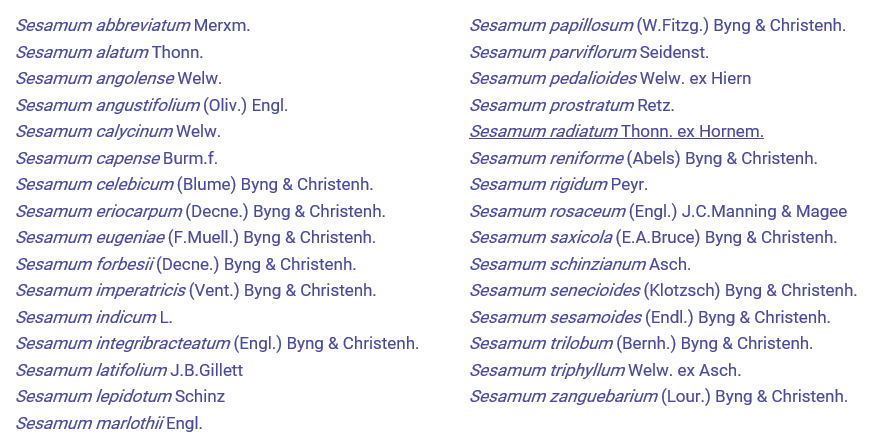 Sesamum abbreviatum Merxm.
Sesamum alatum Thonn.
Sesamum angolense Welw.
Sesamum angustifolium (Oliv.) Engl.
Sesamum calycinum Welw.
Sesamum capense Burm.f.
Sesamum celebicum (Blume) Byng & Christenh.
Sesamum eriocarpum (Decne.) Byng & Christenh.
Sesamum eugeniae (F.Muell.) Byng & Christenh.
Sesamum forbesii (Decne.) Byng & Christenh.
Sesamum imperatricis (Vent.) Byng & Christenh.
Sesamum indicum L.
Sesamum integribracteatum (Engl.) Byng & Christenh.
Sesamum latifolium J.B.Gillett
Sesamum lepidotum Schinz
Sesamum marlothii Engl.
Sesamum papillosum (W.Fitzg.) Byng & Christenh.
Sesamum parviflorum Seidenst.
Sesamum pedalioides Welw. ex Hiern
Sesamum prostratum Retz.
Sesamum radiatum Thonn. ex Hornem.
Sesamum reniforme (Abels) Byng & Christenh.
Sesamum rigidum Peyr.
Sesamum rosaceum (Engl.) J.C.Manning & Magee
Sesamum saxicola (E.A.Bruce) Byng & Christenh.
Sesamum schinzianum Asch.
Sesamum senecioides (Klotzsch) Byng & Christenh.
Sesamum sesamoides (Endl.) Byng & Christenh.
Sesamum trilobum (Bernh.) Byng & Christenh.
Sesamum triphyllum Welw. ex Asch.
Sesamum zanguebarium (Lour.) Byng & Christenh.